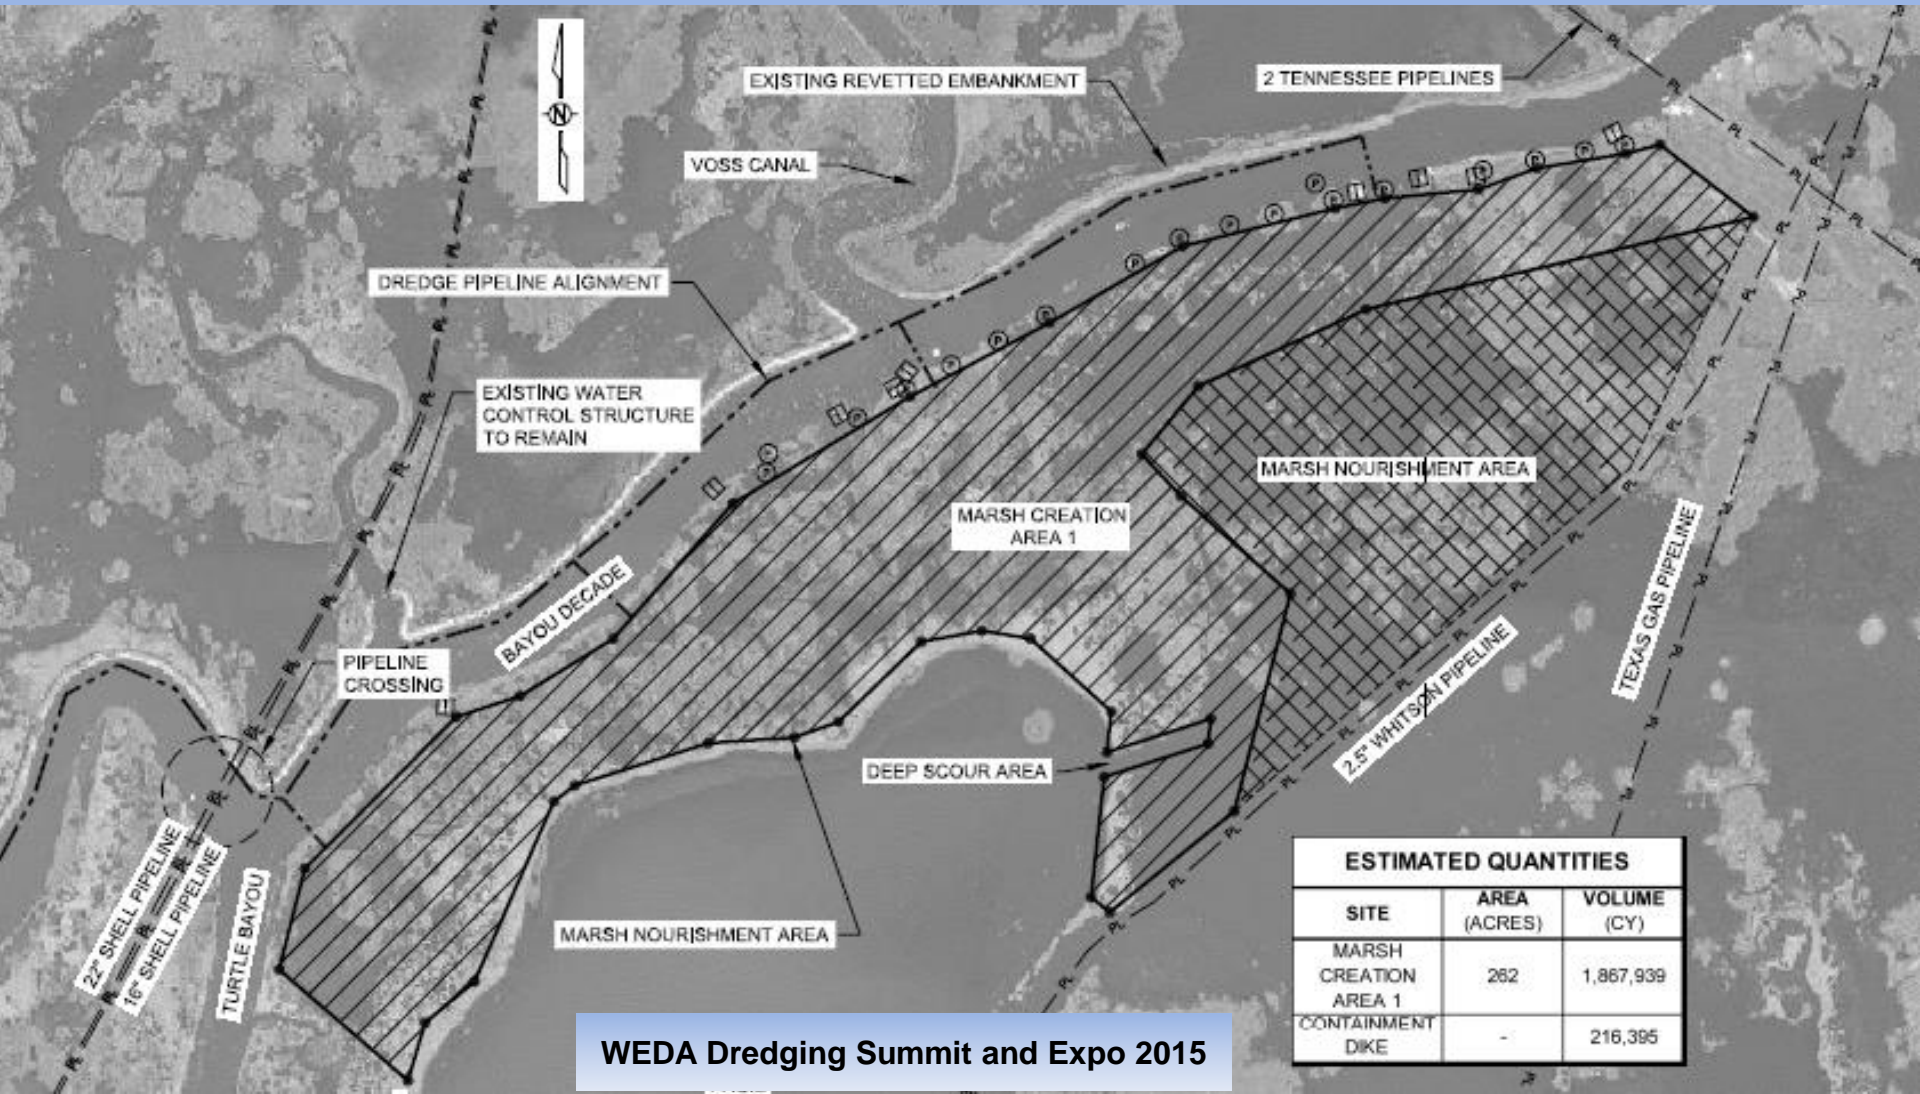 N
EXISTING REVETTED EMBANKMENT
2 TENNESSEE PIPELINES
VOSS CANAL
DREDGE PIPELINE ALIGNMENT
EXISTING WATER
CONTROL STRUCTURE
TO REMAIN
MARSH NOURISHMENT AREA
MARSH CREATION
AREA 1
BAYOU DECADE
TEXAS GAS PIPELINE
PIPELINE
CROSSING
2.5" WHITSON PIPELINE
DEEP SCOUR AREA
22" SHELL PIPELINE
16" SHELL PIPELINE
TURTLE BAYOU
MARSH NOURISHMENT AREA
ESTIMATED QUANTITIES
SITE AREA (ACRES) VOLUME (CY)
MARSH CREATION AREA 1 262 1,867,939
CONTAINMENT DIKE - 216,395
WEDA Dredging Summit and Expo 2015